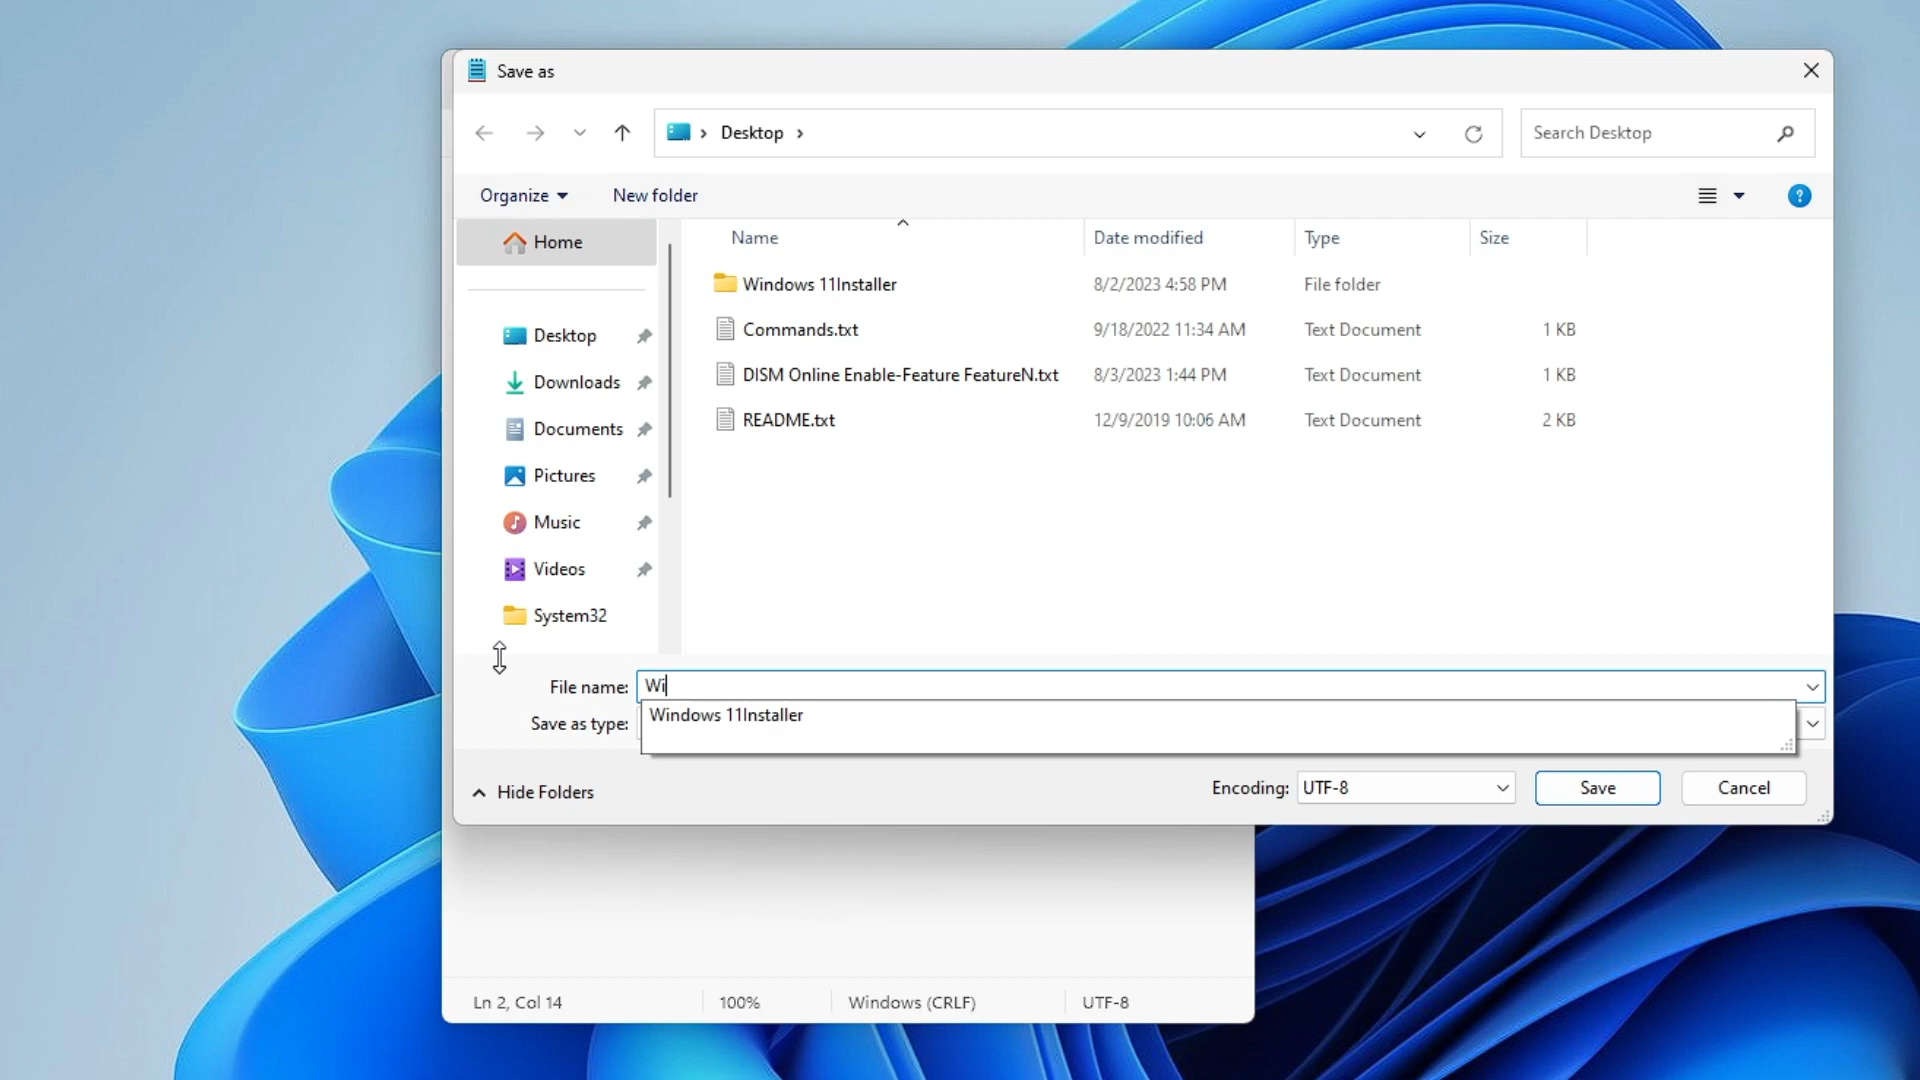 Save as
Desktop
Search Desktop
Organize
New folder
?
Name
Date modified
Type
Size
Home
Windows 11Installer
8/2/2023 4:58 PM
File folder
Commands.txt
9/18/2022 11:34 AM
Text Document
1 KB
DISM Online Enable-Feature FeatureN.txt
8/3/2023 1:44 PM
Text Document
1 KB
README.txt
12/9/2019 10:06 AM
Text Document
2 KB
Desktop
Downloads
Documents
Pictures
Music
Videos
System32
File name: Wi
Windows 11Installer
Save as type:
Hide Folders
Encoding: UTF-8
Save
Cancel
Ln 2, Col 14
100%
Windows (CRLF)
UTF-8